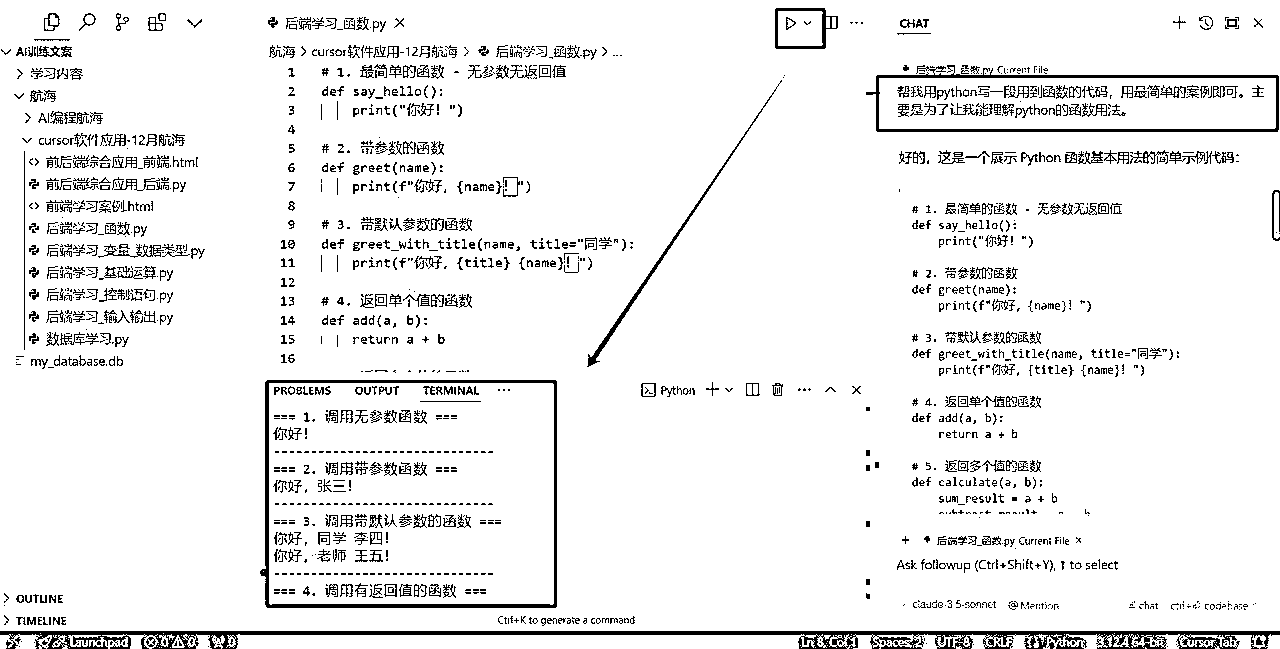 AI训练文案
学习内容
航海
AI编程航海
cursor软件应用-12月航海
前后端综合应用_前端.html
前后端综合应用_后端.py
前端学习案例.html
后端学习_函数.py
后端学习_变量_数据类型.py
后端学习_基础运算.py
后端学习_控制语句.py
后端学习_输入输出.py
数据库学习.py
my_database.db
OUTLINE
TIMELINE
后端学习_函数.py
航海 > cursor软件应用-12月航海 > 后端学习_函数.py > ...
1 # 1. 最简单的函数 - 无参数无返回值
2 def say_hello():
3 print("你好！")
4
5 # 2. 带参数的函数
6 def greet(name):
7 print(f"你好, {name}！")
8
9 # 3. 带默认参数的函数
10 def greet_with_title(name, title="同学"):
11 print(f"你好, {title} {name}！")
12
13 # 4. 返回单个值的函数
14 def add(a, b):
15 return a + b
16
PROBLEMS OUTPUT TERMINAL ...
Python
=== 1. 调用无参数函数 ===
你好！
------------------------------
=== 2. 调用带参数函数 ===
你好, 张三！
------------------------------
=== 3. 调用带默认参数的函数 ===
你好, 同学 李四！
你好, 老师 王五！
------------------------------
=== 4. 调用有返回值的函数 ===
Ctrl+K to generate a command
CHAT
后端学习_函数.py Current File
帮我用python写一段用到函数的代码，用最简单的案例即可。主
要是为了让我能理解python的函数用法。
好的，这是一个展示 Python 函数基本用法的简单示例代码：
# 1. 最简单的函数 - 无参数无返回值
def say_hello():
print("你好！")
# 2. 带参数的函数
def greet(name):
print(f"你好, {name}！")
# 3. 带默认参数的函数
def greet_with_title(name, title="同学"):
print(f"你好, {title} {name}！")
# 4. 返回单个值的函数
def add(a, b):
return a + b
# 5. 返回多个值的函数
def calculate(a, b):
sum_result = a + b
后端学习_函数.py Current File
Ask followup (Ctrl+Shift+Y), ↑ to select
claude-3.5-sonnet @Mention chat codebase
Launchpad 0 0 0 Ln 8, Col 1 Spaces: 2 UTF-8 CRLF Python 3.12.4 64-bit Cursor Tab